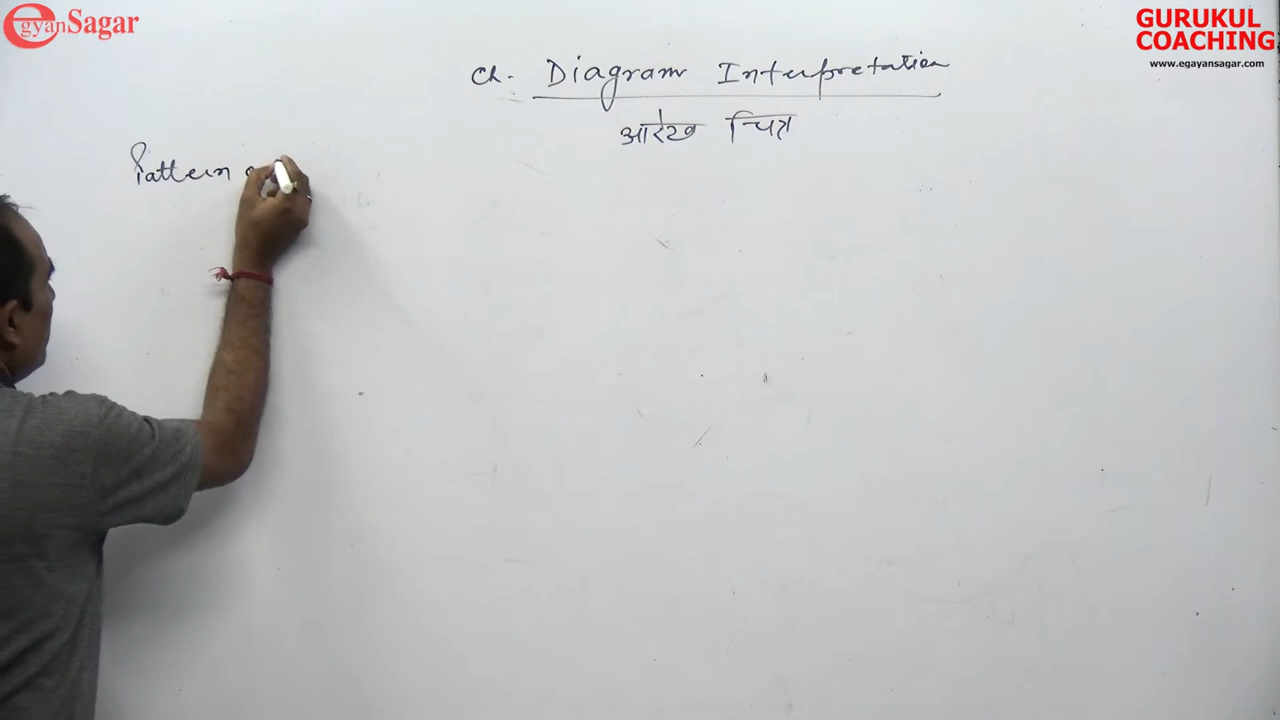 egyanSagar
GURUKUL
COACHING
www.egayansagar.com
Ch. Diagram Interpretation
आरेख चित्र
Pattern